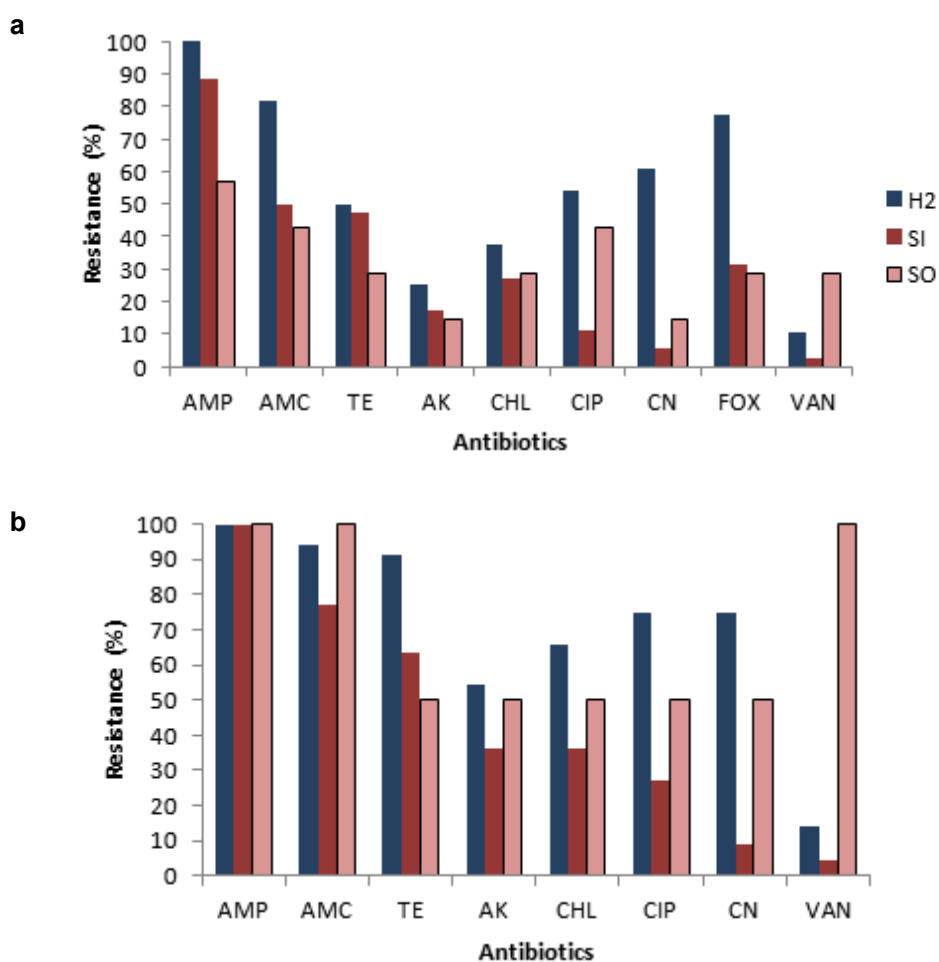 a
100
90
80
70
60
50
40
30
20
10
0
Resistance (%)
AMP AMC TE AK CHL CIP CN FOX VAN
Antibiotics
H2
SI
SO
b
100
90
80
70
60
50
40
30
20
10
0
Resistance (%)
AMP AMC TE AK CHL CIP CN VAN
Antibiotics